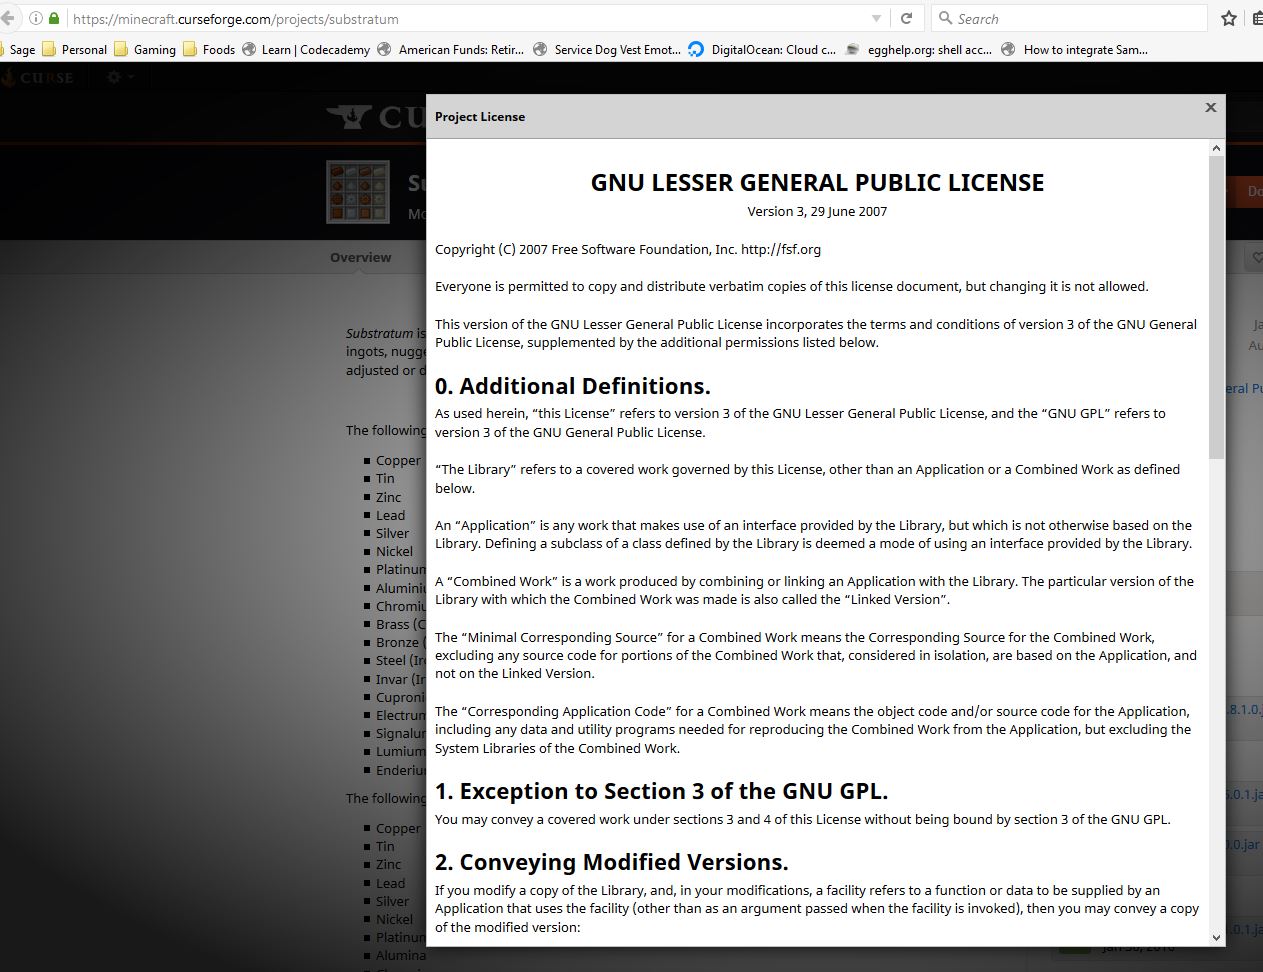 https://minecraft.curseforge.com/projects/substratum
Search
Sage Personal Gaming Foods Learn | Codecademy American Funds: Retir... Service Dog Vest Emot... DigitalOcean: Cloud c... egghelp.org: shell acc... How to integrate Sam...
CURSE
CU
Project License
GNU LESSER GENERAL PUBLIC LICENSE
Version 3, 29 June 2007
Copyright (C) 2007 Free Software Foundation, Inc. http://fsf.org
Everyone is permitted to copy and distribute verbatim copies of this license document, but changing it is not allowed.
This version of the GNU Lesser General Public License incorporates the terms and conditions of version 3 of the GNU General
Public License, supplemented by the additional permissions listed below.
0. Additional Definitions.
As used herein, “this License” refers to version 3 of the GNU Lesser General Public License, and the “GNU GPL” refers to
version 3 of the GNU General Public License.
“The Library” refers to a covered work governed by this License, other than an Application or a Combined Work as defined
below.
An “Application” is any work that makes use of an interface provided by the Library, but which is not otherwise based on the
Library. Defining a subclass of a class defined by the Library is deemed a mode of using an interface provided by the Library.
A “Combined Work” is a work produced by combining or linking an Application with the Library. The particular version of the
Library with which the Combined Work was made is also called the “Linked Version”.
The “Minimal Corresponding Source” for a Combined Work means the Corresponding Source for the Combined Work,
excluding any source code for portions of the Combined Work that, considered in isolation, are based on the Application, and
not on the Linked Version.
The “Corresponding Application Code” for a Combined Work means the object code and/or source code for the Application,
including any data and utility programs needed for reproducing the Combined Work from the Application, but excluding the
System Libraries of the Combined Work.
1. Exception to Section 3 of the GNU GPL.
You may convey a covered work under sections 3 and 4 of this License without being bound by section 3 of the GNU GPL.
2. Conveying Modified Versions.
If you modify a copy of the Library, and, in your modifications, a facility refers to a function or data to be supplied by an
Application that uses the facility (other than as an argument passed when the facility is invoked), then you may convey a copy
of the modified version:
Overview
Substratum is
ingots, nugge
adjusted or d
The following
Copper
Tin
Zinc
Lead
Silver
Nickel
Platinum
Aluminiu
Chromiu
Brass (C
Bronze (
Steel (Ir
Invar (Ir
Cuproni
Electrum
Signalum
Lumium
Enderiu
The following
Copper
Tin
Zinc
Lead
Silver
Nickel
Platinum
Alumina
Do
Ja
Au
eral Pu
.8.1.0.j
.0.1.ja
.0.jar
.0.1.ja